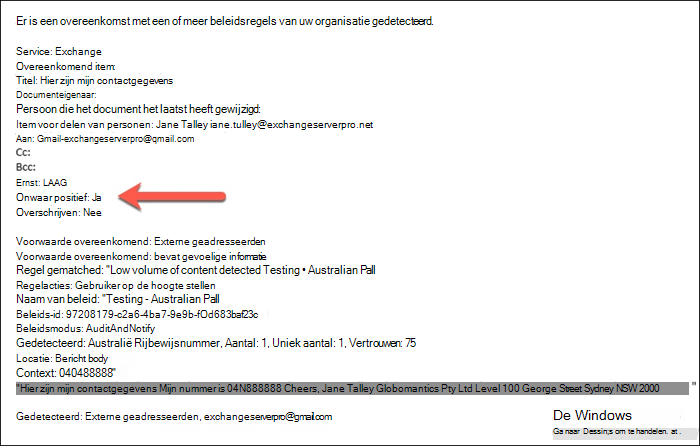 Er is een overeenkomst met een of meer beleidsregels van uw organisatie gedetecteerd.
Service: Exchange
Overeenkomend item:
Titel: Hier zijn mijn contactgegevens
Documenteigenaar:
Persoon die het document het laatst heeft gewijzigd:
Item voor delen van personen: Jane Talley iane.tulley@exchangeserverpro.net
Aan: Gmail-exchangeserverpro@qmail.com
Cc:
Bcc:
Ernst: LAAG
Onwaar positief: Ja
Overschrijven: Nee
Voorwaarde overeenkomend: Externe geadresseerden
Voorwaarde overeenkomend: bevat gevoelige informatie
Regel gematched: "Low volume of content detected Testing • Australian Pall
Regelacties: Gebruiker op de hoogte stellen
Naam van beleid: "Testing - Australian Pall
Beleids-id: 97208179-c2a6-4ba7-9e9b-fOd683baf23c
Beleidsmodus: AuditAndNotify
Gedetecteerd: Australië Rijbewijsnummer, Aantal: 1, Uniek aantal: 1, Vertrouwen: 75
Locatie: Bericht body
Context: 040488888"
"Hier zijn mijn contactgegevens Mijn nummer is 04N888888 Cheers, Jane Talley Globomantics Pty Ltd Level 100 George Street Sydney NSW 2000 "
Gedetecteerd: Externe geadresseerden, exchangeserverpro@gmail.com
De Windows
Ga naar Dessin;s om te handelen. at .